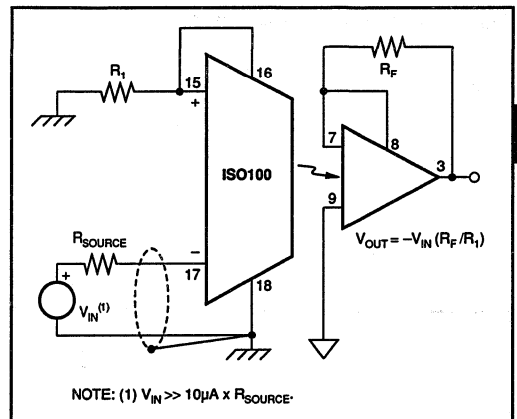 R1
15
+
16
ISO100
RF
7
8
3
9
VOUT = –VIN (RF /R1)
RSOURCE
–
17
18
+
VIN(1)
NOTE: (1) VIN >> 10µA x RSOURCE.